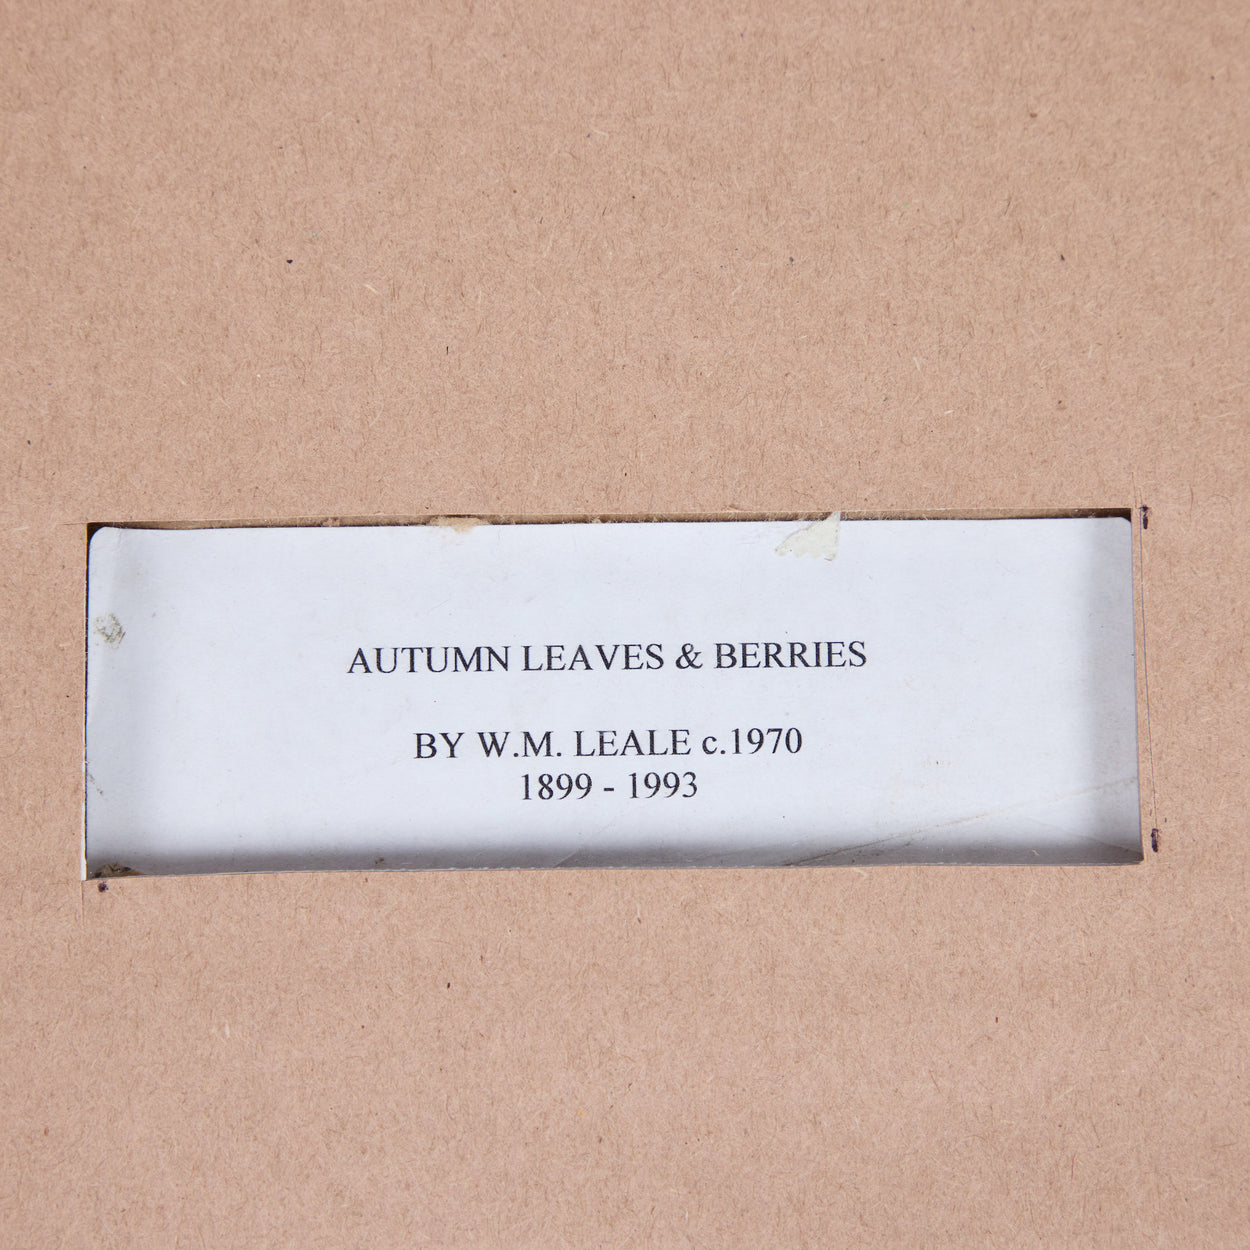 AUTUMN LEAVES & BERRIES
BY W.M. LEALE c.1970
1899 - 1993